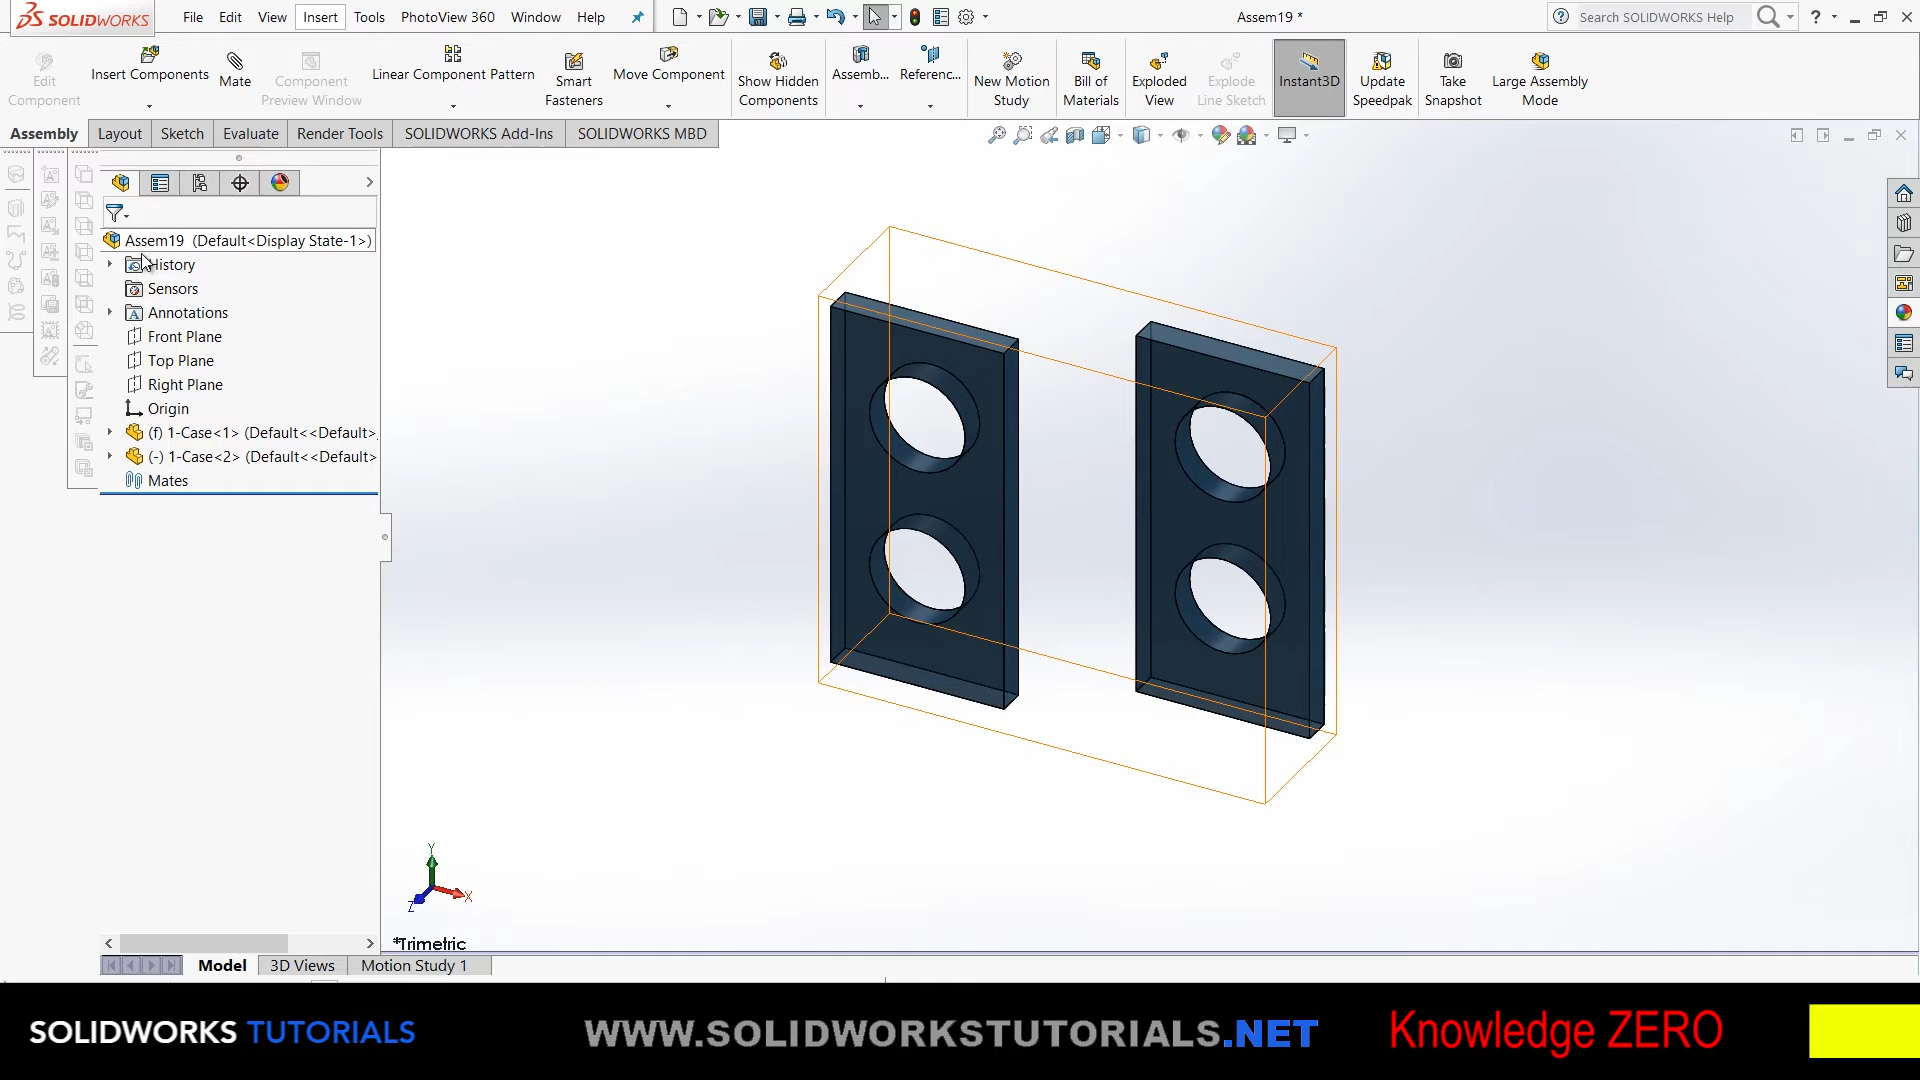 SOLIDWORKS File Edit View Insert Tools PhotoView 360 Window Help Assem19 * Search SOLIDWORKS Help ?
Edit Component
Insert Components
Mate
Component Preview Window
Linear Component Pattern
Smart Fasteners
Move Component
Show Hidden Components
Assemb...
Referenc...
New Motion Study
Bill of Materials
Exploded View
Explode Line Sketch
Instant3D
Update Speedpak
Take Snapshot
Large Assembly Mode
Assembly Layout Sketch Evaluate Render Tools SOLIDWORKS Add-Ins SOLIDWORKS MBD
Assem19 (Default<Display State-1>)
History
Sensors
Annotations
Front Plane
Top Plane
Right Plane
Origin
(f) 1-Case<1> (Default<<Default>
(-) 1-Case<2> (Default<<Default>
Mates
Y
X
Z
*Trimetric
Model 3D Views Motion Study 1
SOLIDWORKS TUTORIALS WWW.SOLIDWORKSTUTORIALS.NET Knowledge ZERO